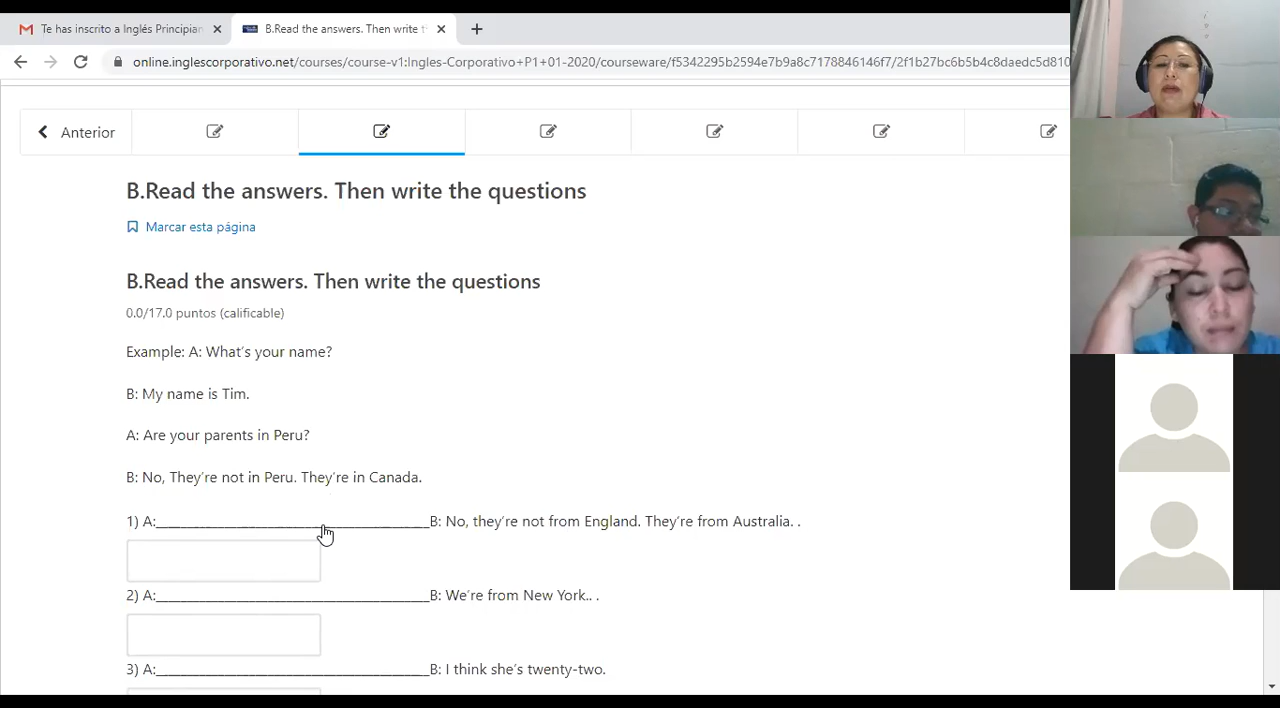 Te has inscrito a Inglés Principian
B.Read the answers. Then write t
online.inglescorporativo.net/courses/course-v1:Ingles-Corporativo+P1+01-2020/courseware/f5342295b2594e7b9a8c7178846146f7/2f1b27bc6b5b4c8daedc5d810
Anterior
B.Read the answers. Then write the questions
Marcar esta página
B.Read the answers. Then write the questions
0.0/17.0 puntos (calificable)
Example: A: What's your name?
B: My name is Tim.
A: Are your parents in Peru?
B: No, They're not in Peru. They're in Canada.
1) A:___________________________________B: No, they're not from England. They're from Australia. .
2) A:___________________________________B: We're from New York.. .
3) A:___________________________________B: I think she's twenty-two.